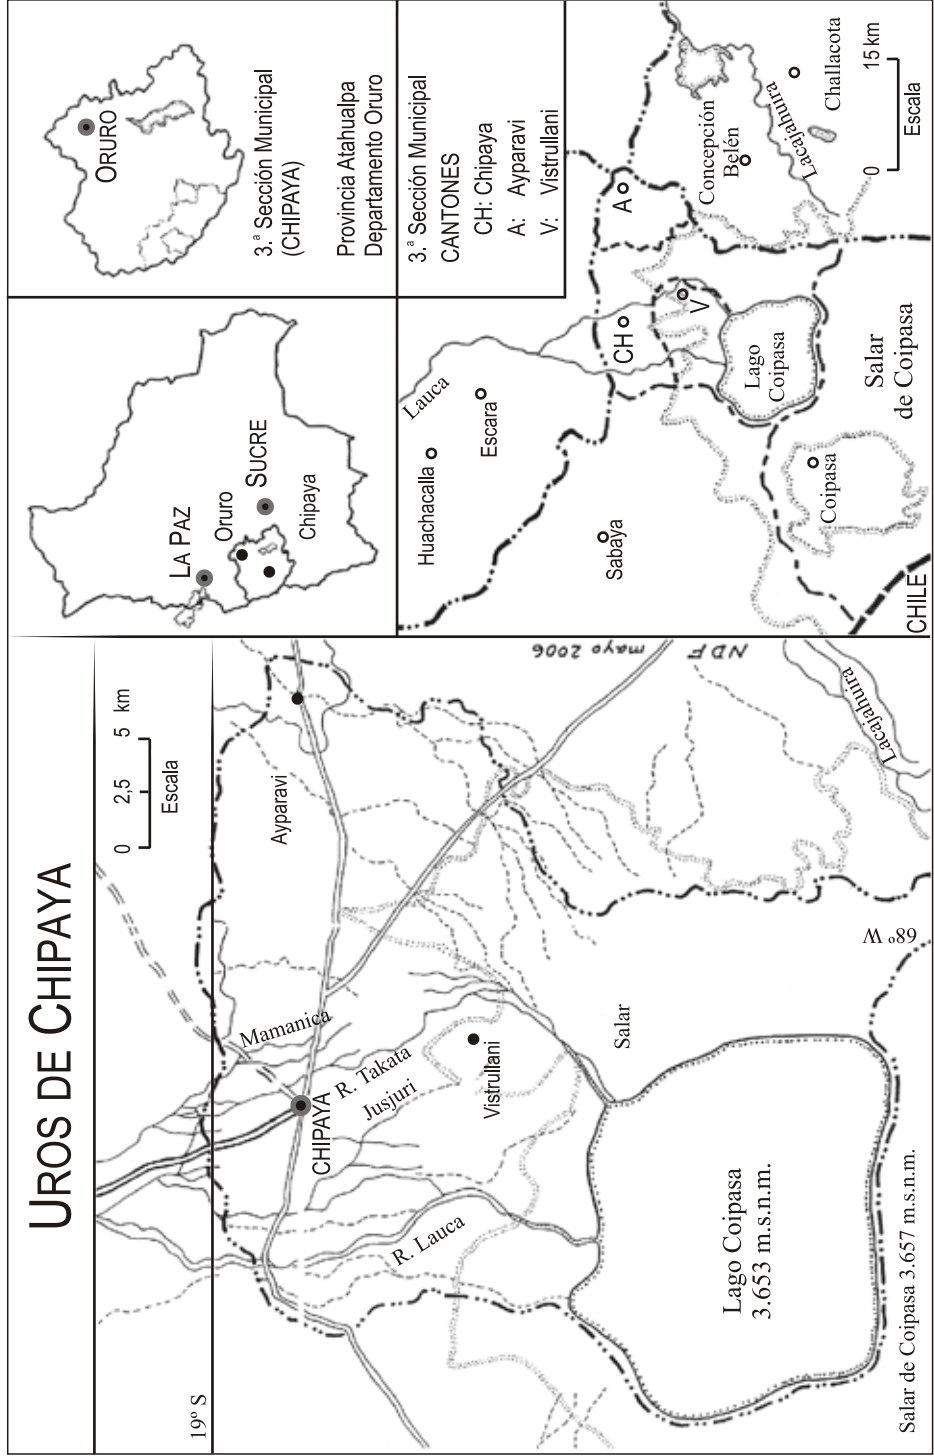 UROS DE CHIPAYA
0 2,5 5 km
Escala
19º S
Ayparavi
Mamanica
CHIPAYA
R. Takata
Jusjuri
R. Lauca
Vistrullani
Salar
Lago Coipasa
3.653 m.s.n.m.
Salar de Coipasa 3.657 m.s.n.m.
68º W
Lacajahuira
NDF
mayo 2006
LA PAZ
Oruro
SUCRE
Chipaya
ORURO
3.ª Sección Municipal
(CHIPAYA)
Provincia Atahualpa
Departamento Oruro
3.ª Sección Municipal
CANTONES
CH: Chipaya
A: Ayparavi
V: Vistrullani
Lauca
Huachacalla
Escara
Sabaya
CH
A
V
Concepción
Belén
Lacajahuira
Challacota
0 15 km
Escala
Lago
Coipasa
Salar
de Coipasa
Coipasa
CHILE